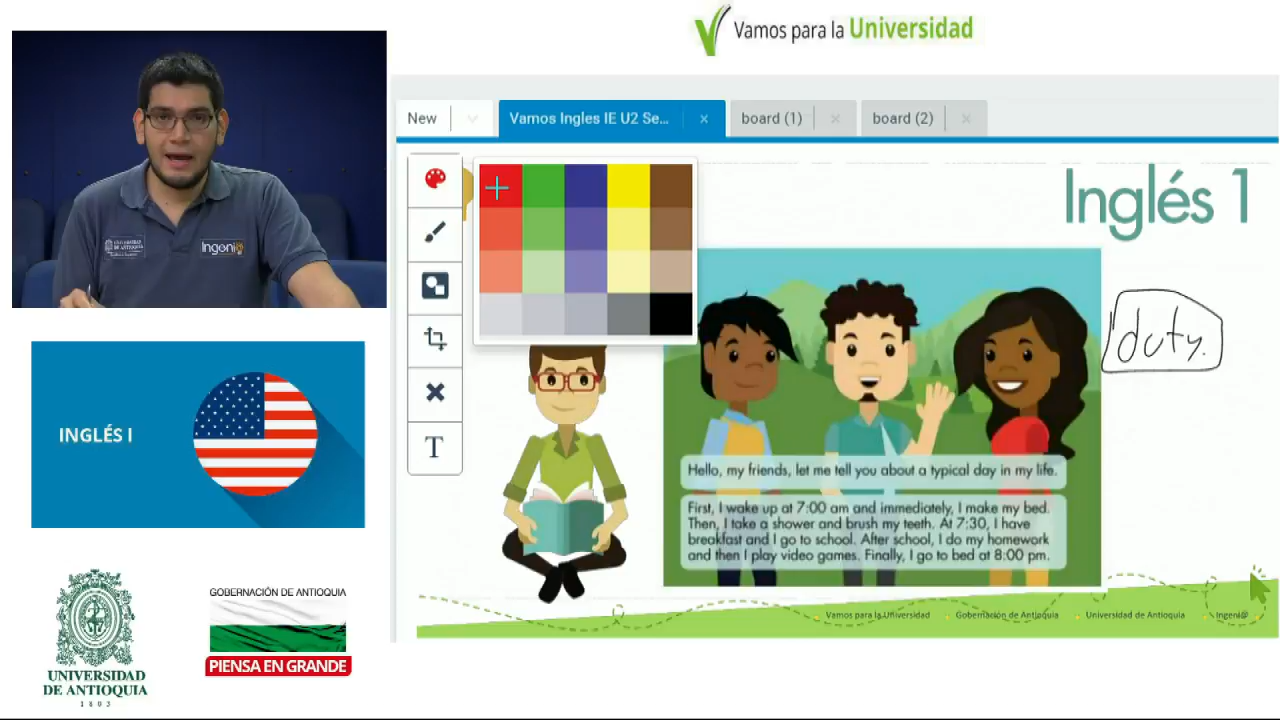 Vamos para la Universidad
New
Vamos Ingles IE U2 Se...
board (1)
board (2)
Inglés 1
T
duty.
Hello, my friends, let me tell you about a typical day in my life.
First, I wake up at 7:00 am and immediately, I make my bed.
Then, I take a shower and brush my teeth. At 7:30, I have
breakfast and I go to school. After school, I do my homework
and then I play video games. Finally, I go to bed at 8:00 pm.
Vamos para la Universidad
Gobernación de Antioquia
Universidad de Antioquia
Ingeni@
UNIVERSIDAD
DE ANTIOQUIA
Ingeni@
INGLÉS I
UNIVERSIDAD
DE ANTIOQUIA
1803
GOBERNACIÓN DE ANTIOQUIA
PIENSA EN GRANDE